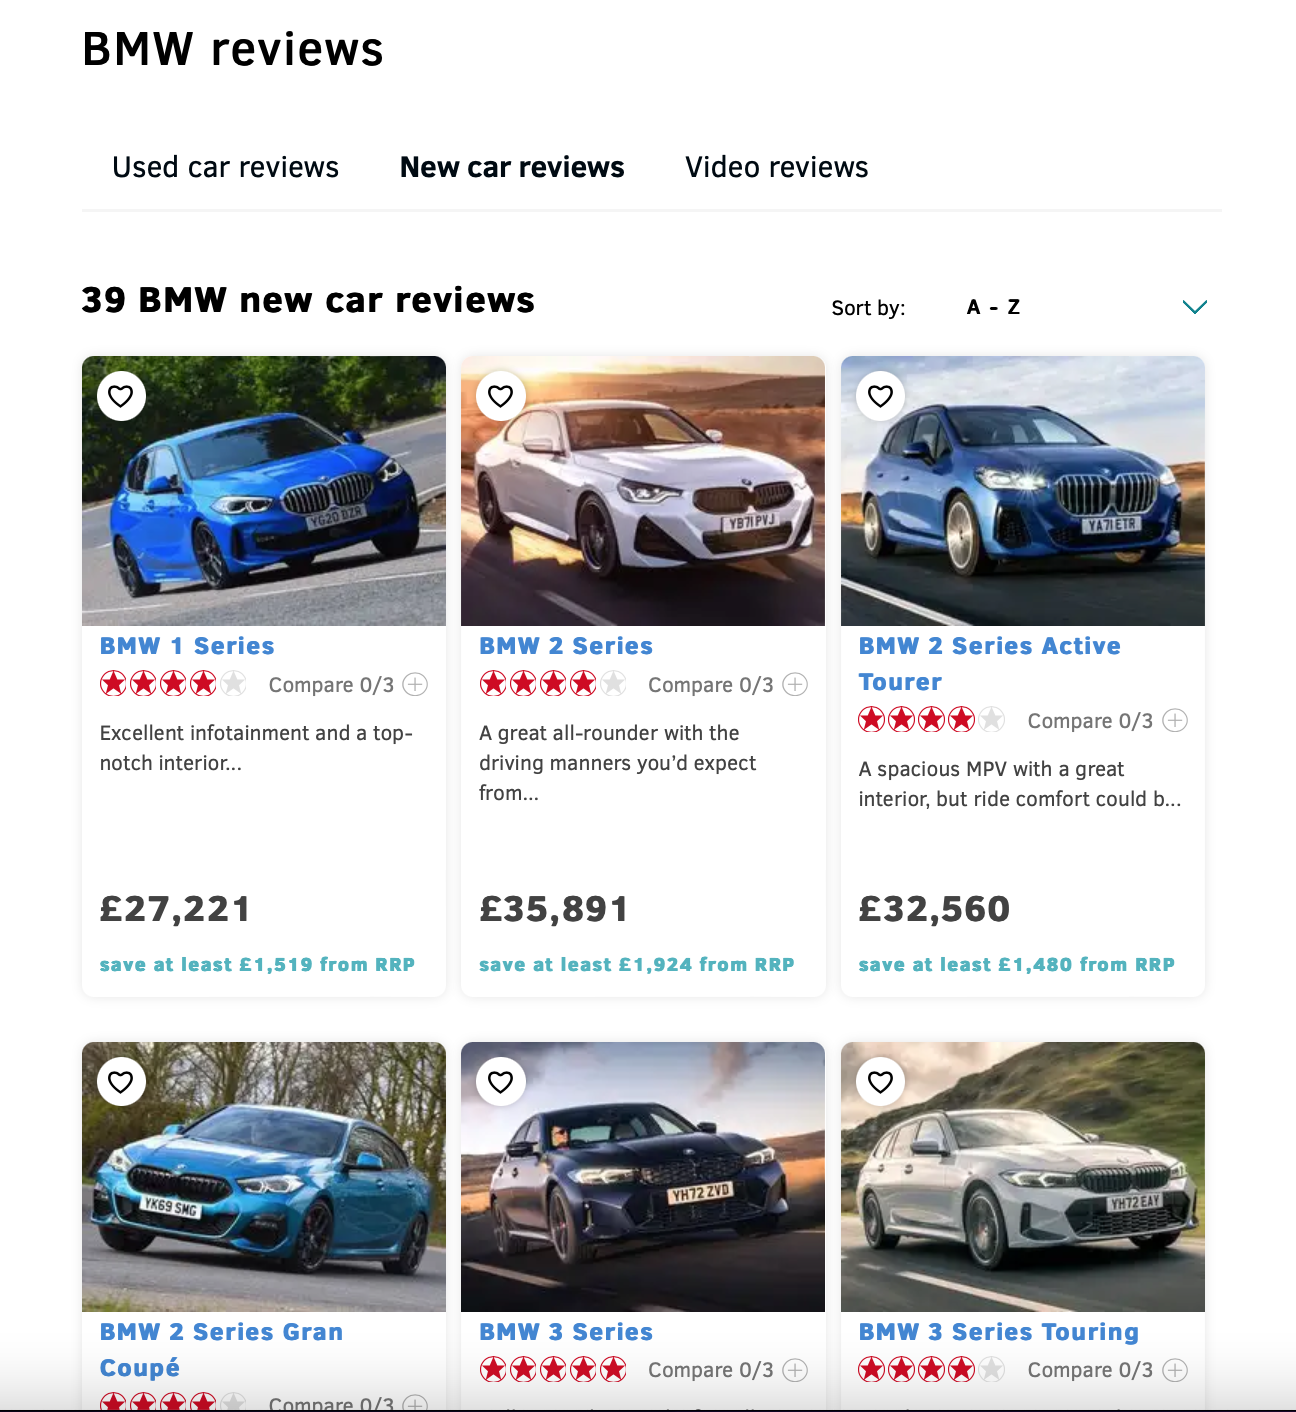 BMW reviews
Used car reviews
New car reviews
Video reviews
39 BMW new car reviews
Sort by:
A - Z
YG20 DZR
YB71 PVJ
YA71 ETR
BMW 1 Series
Compare 0/3
Excellent infotainment and a top-
notch interior...
£27,221
save at least £1,519 from RRP
BMW 2 Series
Compare 0/3
A great all-rounder with the
driving manners you’d expect
from...
£35,891
save at least £1,924 from RRP
BMW 2 Series Active
Tourer
Compare 0/3
A spacious MPV with a great
interior, but ride comfort could b...
£32,560
save at least £1,480 from RRP
YK69 SMG
YH72 ZVD
YH72 EAY
BMW 2 Series Gran
Coupé
Compare 0/3
BMW 3 Series
Compare 0/3
BMW 3 Series Touring
Compare 0/3